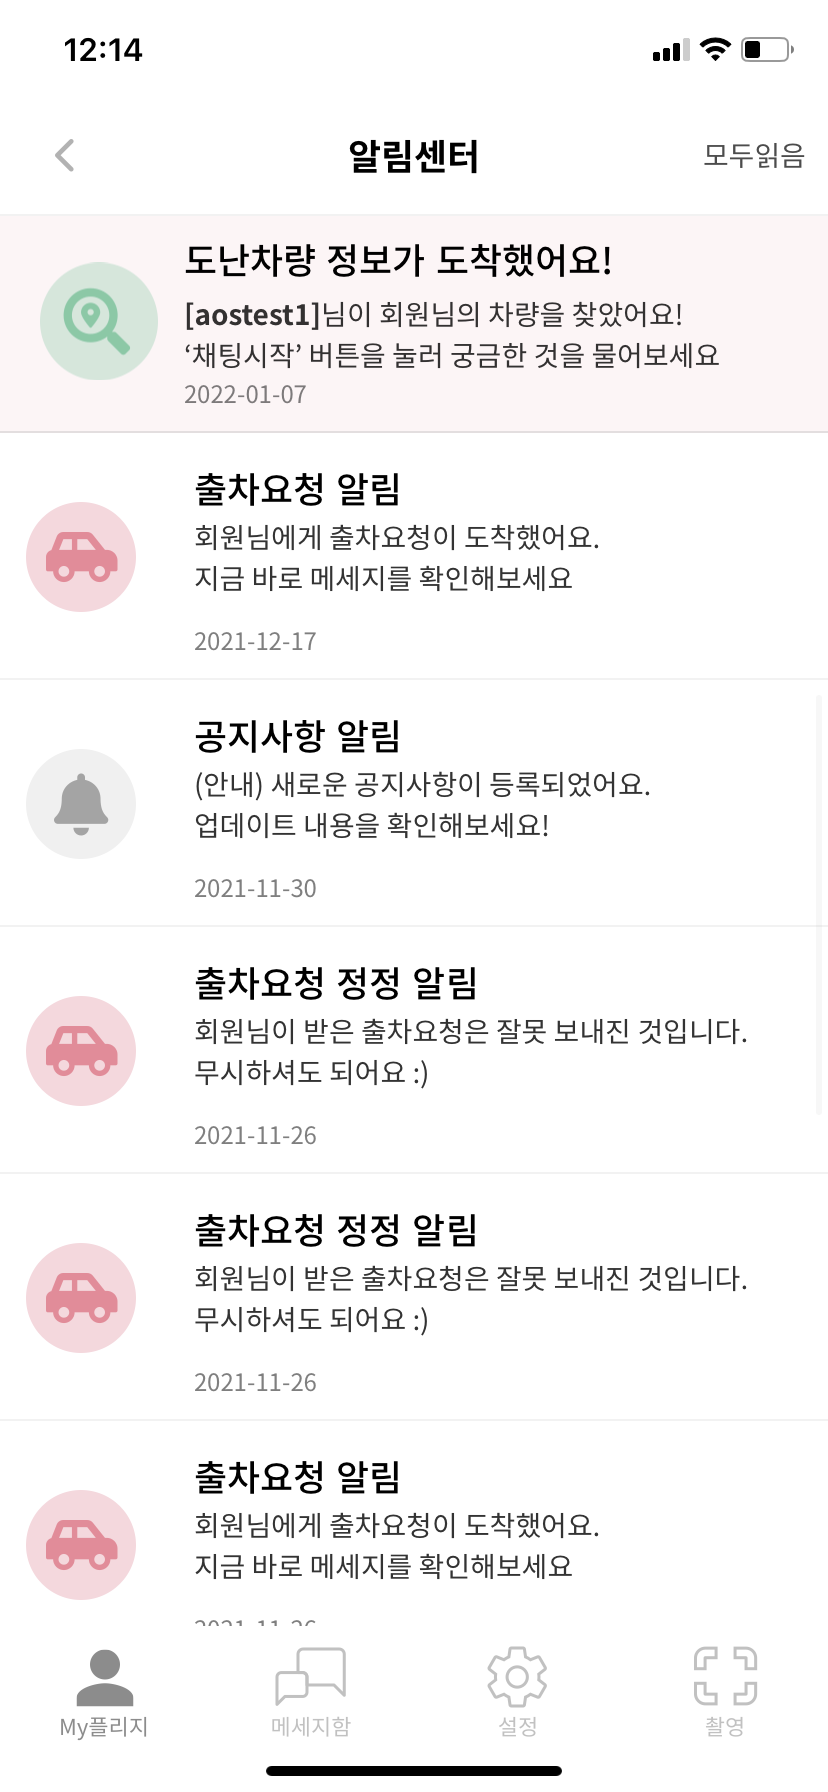 12:14
알림센터
모두읽음
도난차량 정보가 도착했어요!
[aostest1]님이 회원님의 차량을 찾았어요!
‘채팅시작’ 버튼을 눌러 궁금한 것을 물어보세요
2022-01-07
출차요청 알림
회원님에게 출차요청이 도착했어요.
지금 바로 메세지를 확인해보세요
2021-12-17
공지사항 알림
(안내) 새로운 공지사항이 등록되었어요.
업데이트 내용을 확인해보세요!
2021-11-30
출차요청 정정 알림
회원님이 받은 출차요청은 잘못 보내진 것입니다.
무시하셔도 되어요 :)
2021-11-26
출차요청 정정 알림
회원님이 받은 출차요청은 잘못 보내진 것입니다.
무시하셔도 되어요 :)
2021-11-26
출차요청 알림
회원님에게 출차요청이 도착했어요.
지금 바로 메세지를 확인해보세요
My플리지
메세지함
설정
촬영